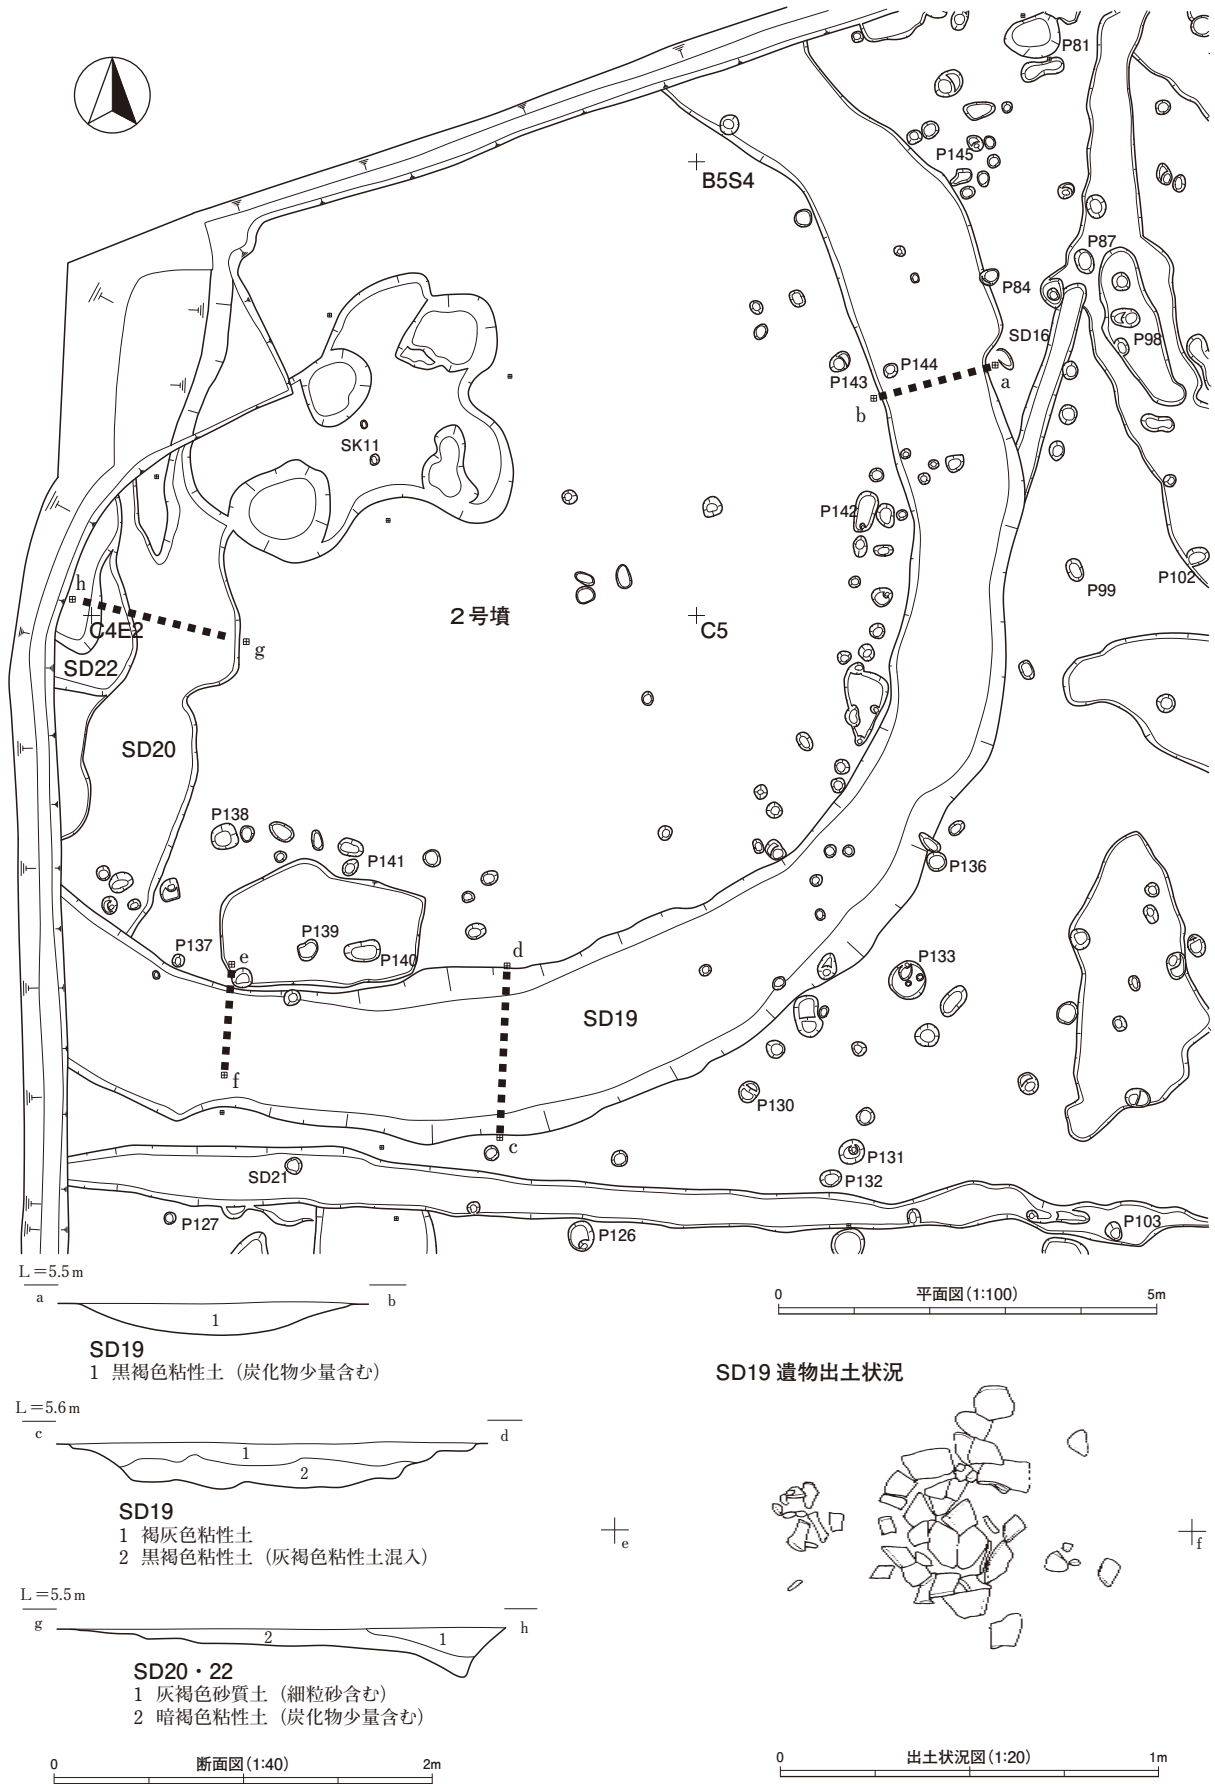 P81
P145
B5S4
P87
P84
SD16
P98
P143
P144
a
b
SK11
P142
h
P99
P102
2号墳
C4E2
C5
g
SD22
SD20
P138
P141
P136
P137
P139
P140
e
d
P133
SD19
f
P130
c
P131
SD21
P132
P127
P126
P103
L=5.5m
a
b
1
SD19
1 黒褐色粘性土（炭化物少量含む）
L=5.6m
c
d
1
2
SD19
1 褐灰色粘性土
2 黒褐色粘性土（灰褐色粘性土混入）
L=5.5m
g
h
2
1
SD20・22
1 灰褐色砂質土（細粒砂含む）
2 暗褐色粘性土（炭化物少量含む）
0 断面図(1:40) 2m
0 平面図(1:100) 5m
SD19 遺物出土状況
e
f
0 出土状況図(1:20) 1m